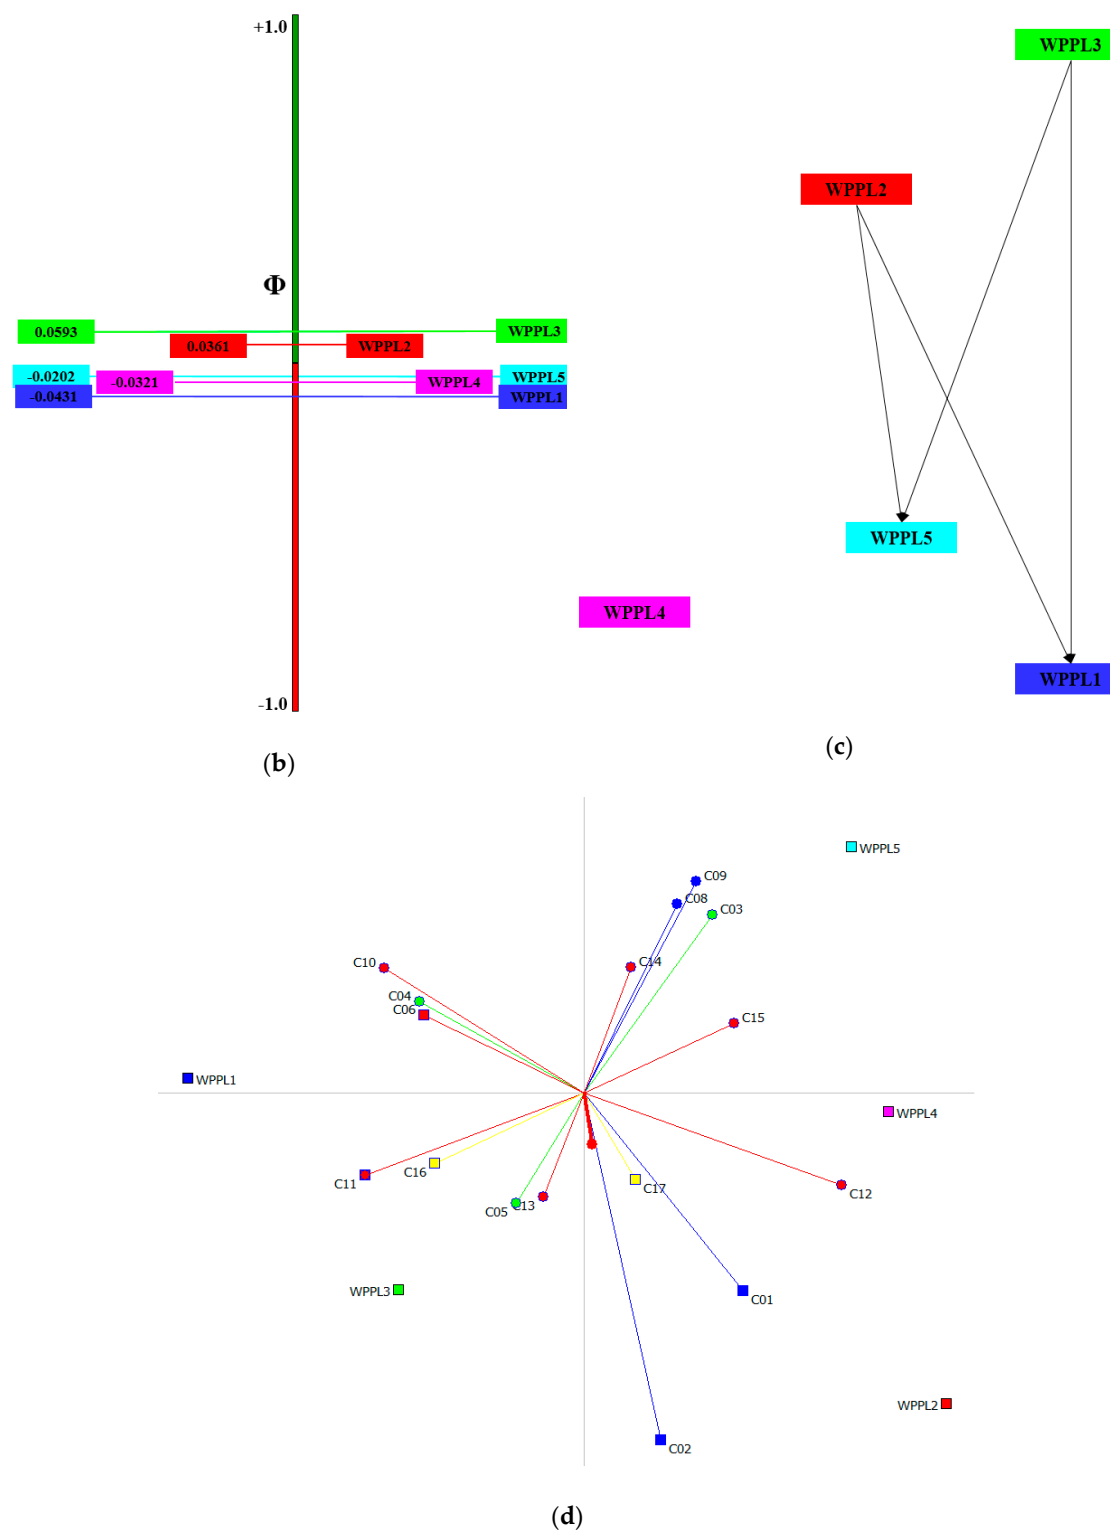 +1.0
Φ
0.0593
WPPL3
0.0361
WPPL2
-0.0202
WPPL5
-0.0321
WPPL4
-0.0431
WPPL1
-1.0
(b)
WPPL3
WPPL2
WPPL5
WPPL4
WPPL1
(c)
WPPL5
C09
C08
C03
C14
C10
C04
C06
C15
WPPL1
WPPL4
C16
C11
C17
C12
C13
C05
WPPL3
C01
WPPL2
C02
(d)